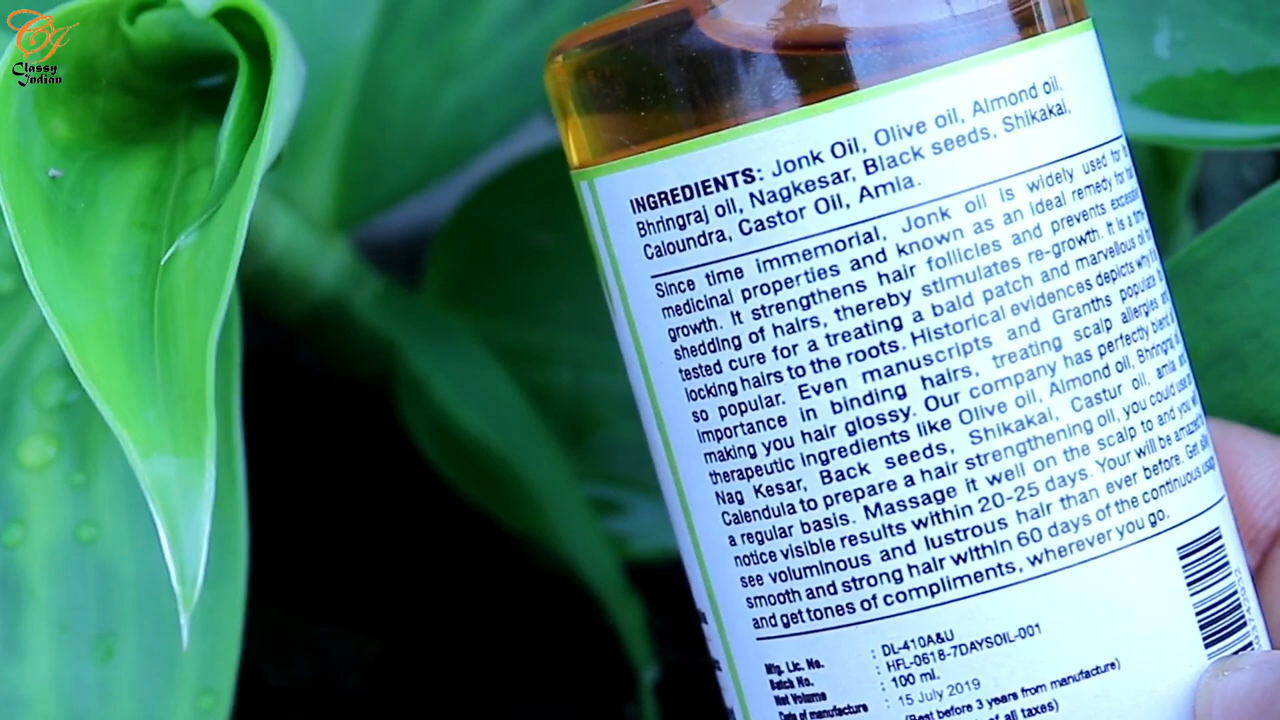 Classy
Indian
INGREDIENTS: Jonk Oil, Olive oil, Almond oil,
Bhringraj oil, Nagkesar, Black seeds, Shikakai,
Caloundra, Castor Oil, Amla.
Since time immemorial, Jonk oil is widely used for
medicinal properties and known as an ideal remedy for
growth. It strengthens hair follicles and prevents
shedding of hairs, thereby stimulates re-growth. It is a
tested cure for a treating a bald patch and marvellous
locking hairs to the roots. Historical evidences depicts why
so popular. Even manuscripts and Granths
importance in binding hairs, treating scalp allergies
making you hair glossy. Our company has perfectly
therapeutic ingredients like Olive oil, Almond oil, Bhringraj
Nag Kesar, Back seeds, Shikakai, Castur oil, amla
Calendula to prepare a hair strengthening oil, you could use
a regular basis. Massage it well on the scalp to and you
notice visible results within 20-25 days. Your will be amazed
see voluminous and lustrous hair than ever before. Get
smooth and strong hair within 60 days of the continuous
and get tones of compliments, wherever you go.
Mfg. Lic. No. : DL-410A&U
Batch No. : HFL-0618-7DAYSOIL-001
Net Volume : 100 ml.
Date of manufacture : 15 July 2019
(Best before 3 years from manufacture)
of all taxes)